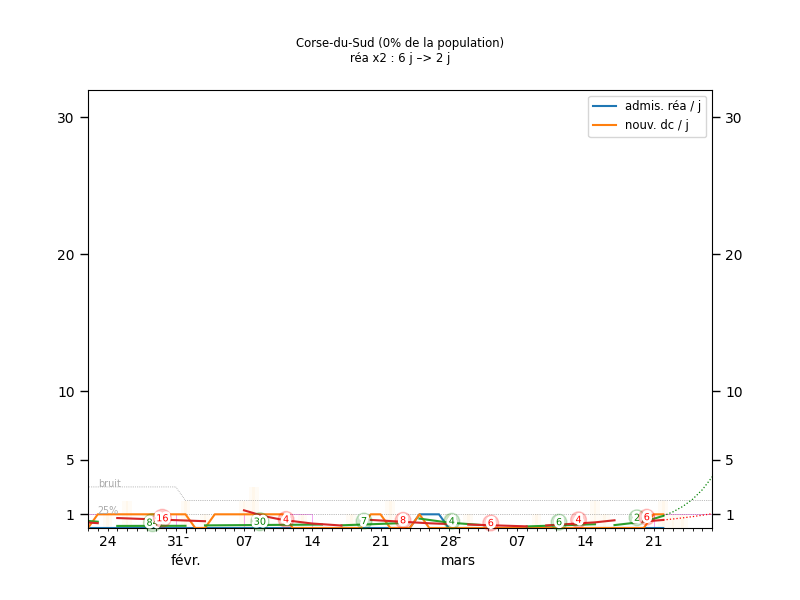 Corse-du-Sud (0% de la population)
réa x2 : 6 j –> 2 j
admis. réa / j
nouv. dc / j
30 30
20 20
10 10
5 5
bruit
25%
1 1
8 16 30 4 7 8 4 6 6 4 2 6
24 31 07 14 21 28 07 14 21
févr. mars